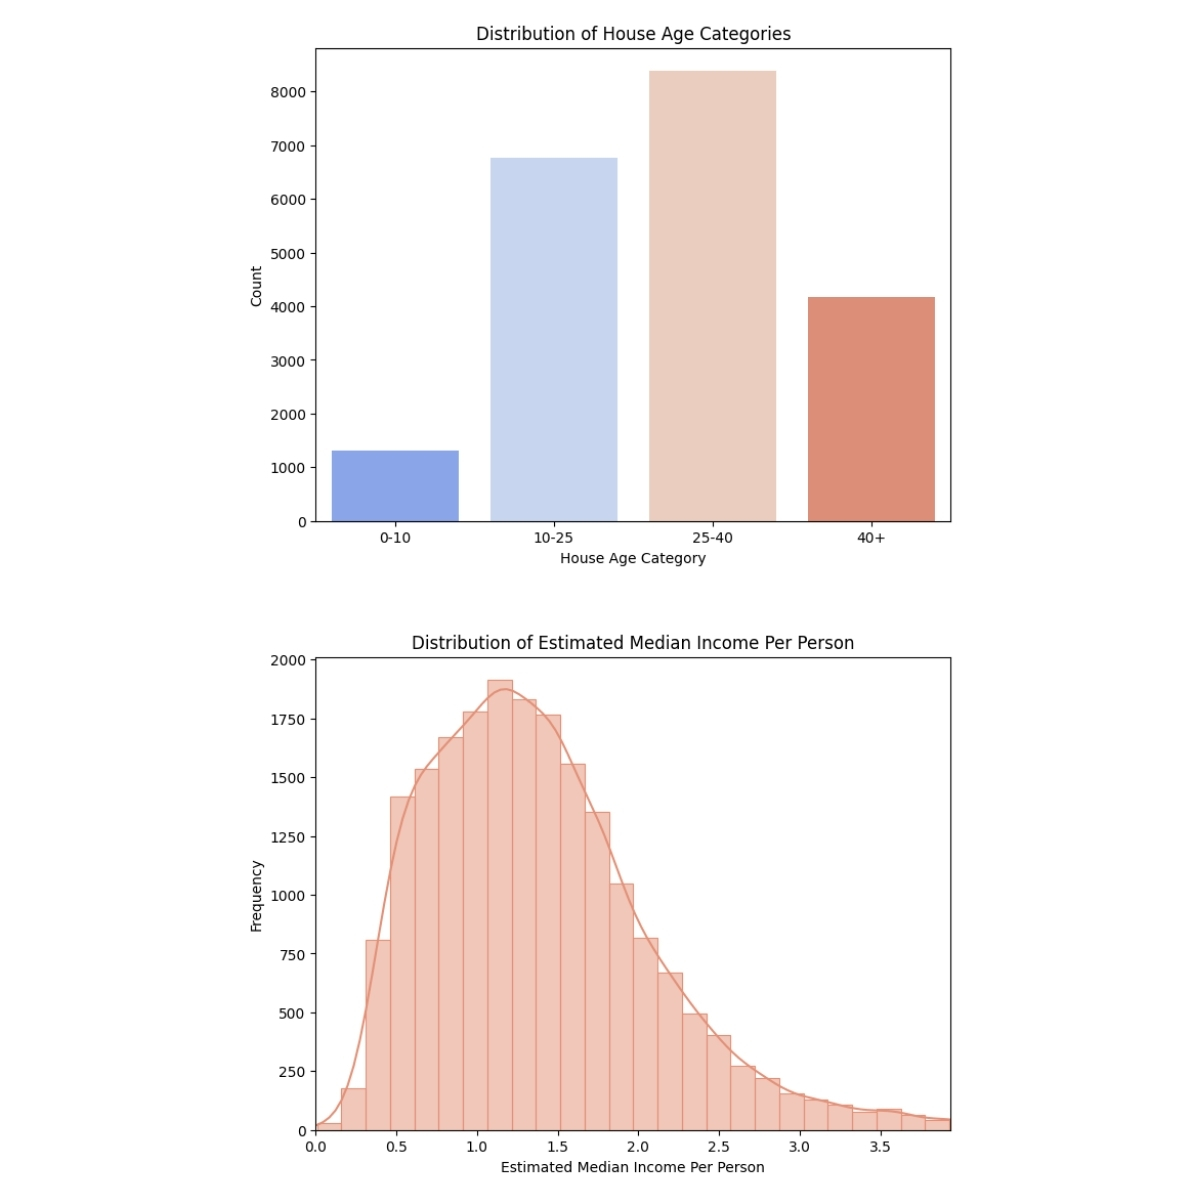 Distribution of House Age Categories
8000
7000
6000
5000
4000
3000
2000
1000
0
Count
0-10 10-25 25-40 40+
House Age Category
Distribution of Estimated Median Income Per Person
2000
1750
1500
1250
1000
750
500
250
0
Frequency
0.0 0.5 1.0 1.5 2.0 2.5 3.0 3.5
Estimated Median Income Per Person